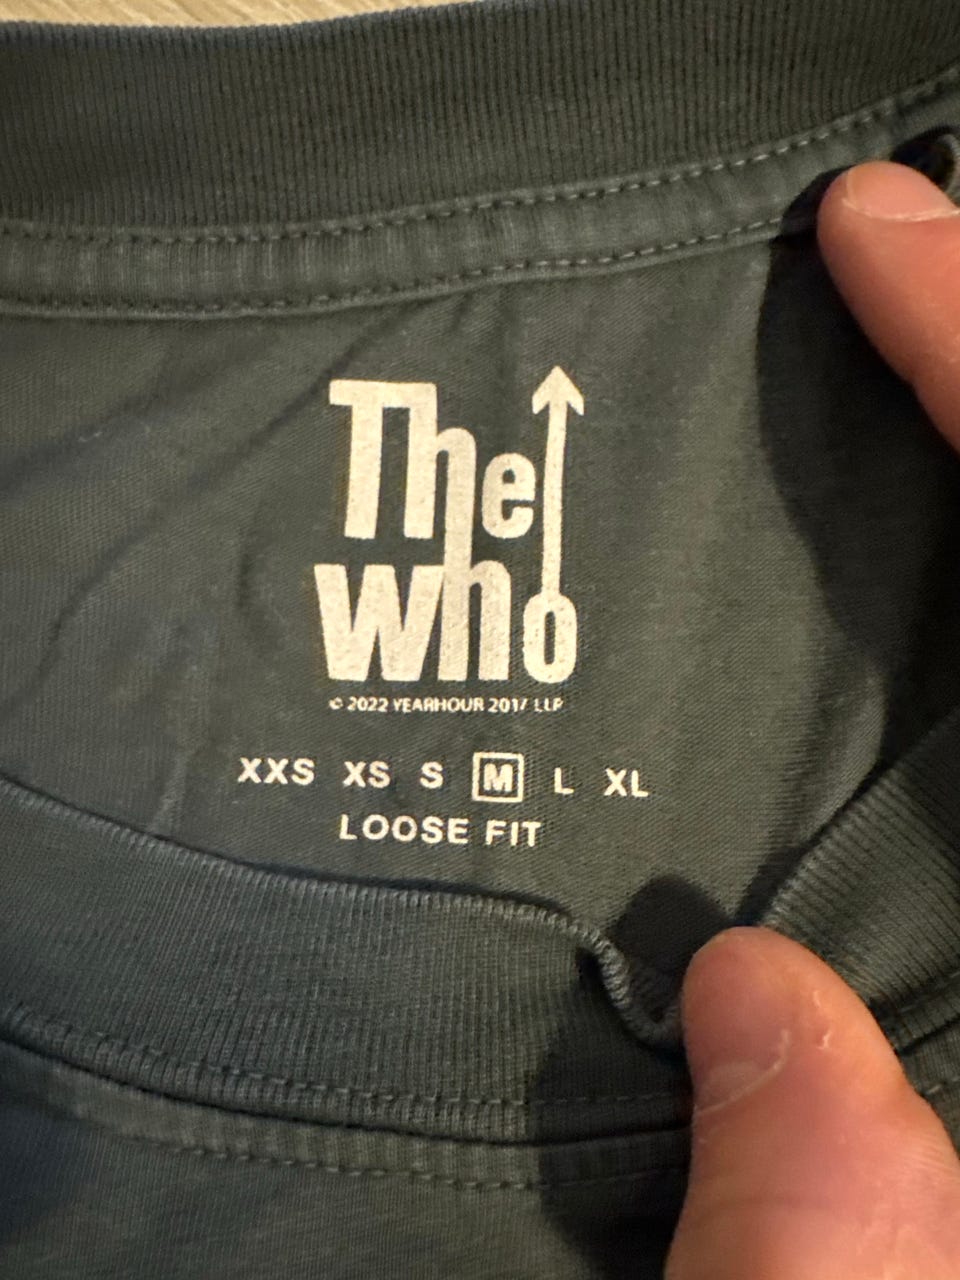 The
Who
© 2022 YEARHOUR 2017 LLP
XXS XS S M L XL
LOOSE FIT